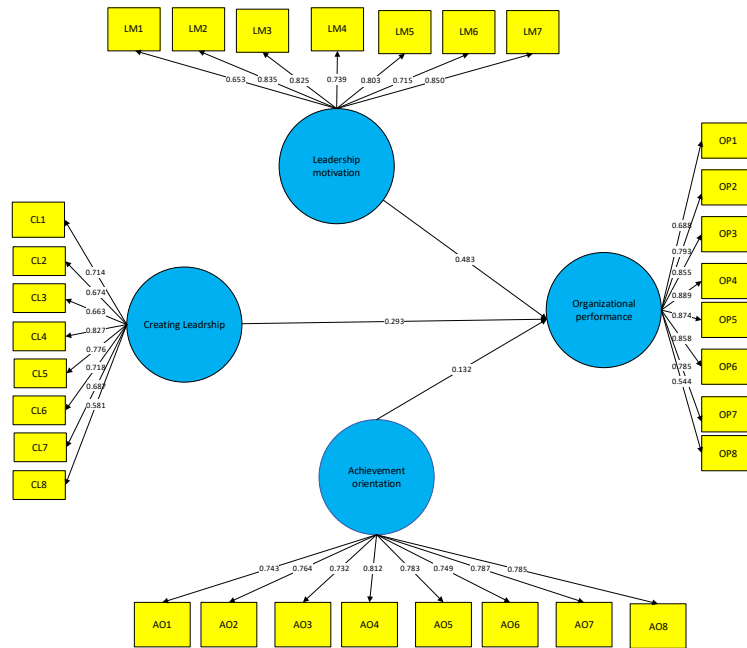 LM1
LM2
LM3
LM4
LM5
LM6
LM7
0.653
0.835
0.825
0.739
0.803
0.715
0.850
Leadership
motivation
OP1
OP2
OP3
OP4
OP5
OP6
OP7
OP8
0.688
0.793
0.855
0.889
0.874
0.858
0.785
0.544
CL1
CL2
CL3
CL4
CL5
CL6
CL7
CL8
0.714
0.674
0.663
0.827
0.776
0.718
0.687
0.581
Creating Leadrship
0.483
0.293
0.132
Organizational
performance
Achievement
orientation
0.743
0.764
0.732
0.812
0.783
0.749
0.787
0.785
AO1
AO2
AO3
AO4
AO5
AO6
AO7
AO8